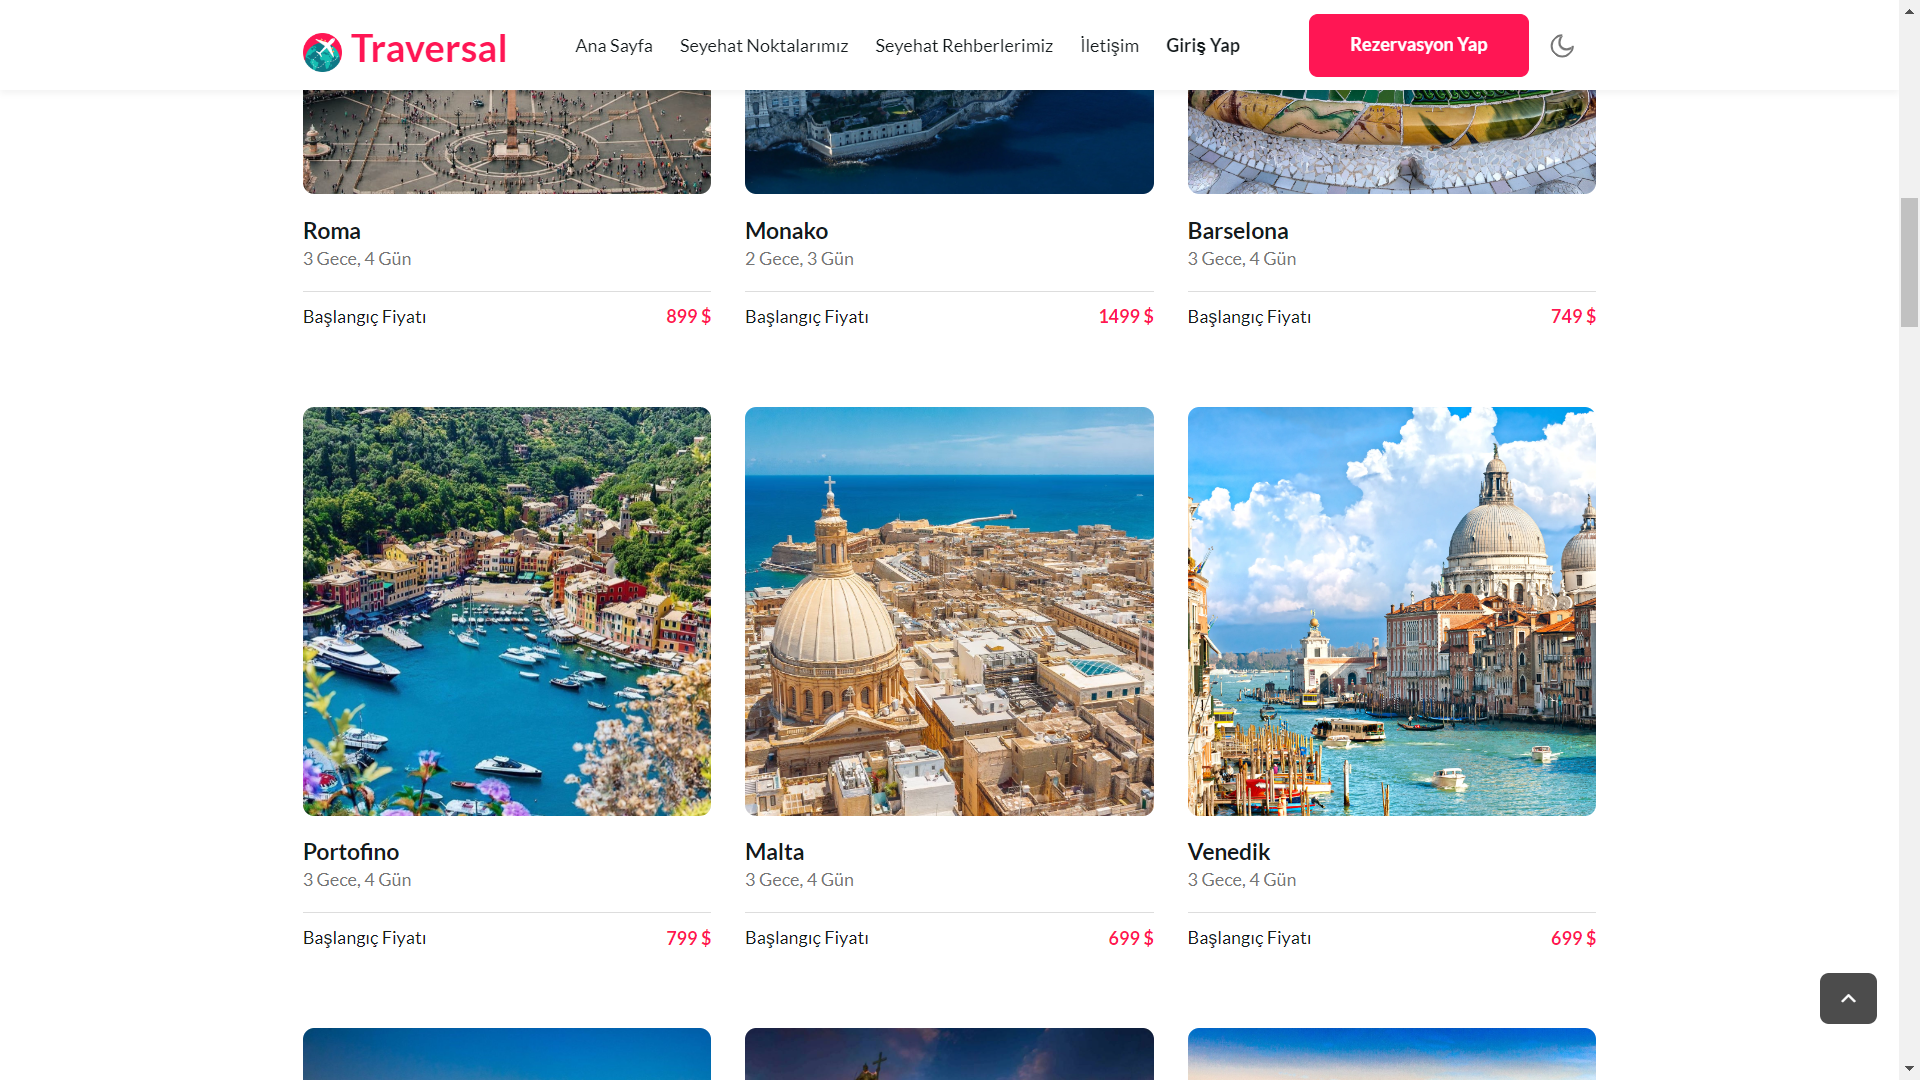 Traversal
Ana Sayfa
Seyehat Noktalarımız
Seyehat Rehberlerimiz
İletişim
Giriş Yap
Rezervasyon Yap
Roma
3 Gece, 4 Gün
Başlangıç Fiyatı
899 $
Monako
2 Gece, 3 Gün
Başlangıç Fiyatı
1499 $
Barselona
3 Gece, 4 Gün
Başlangıç Fiyatı
749 $
Portofino
3 Gece, 4 Gün
Başlangıç Fiyatı
799 $
Malta
3 Gece, 4 Gün
Başlangıç Fiyatı
699 $
Venedik
3 Gece, 4 Gün
Başlangıç Fiyatı
699 $